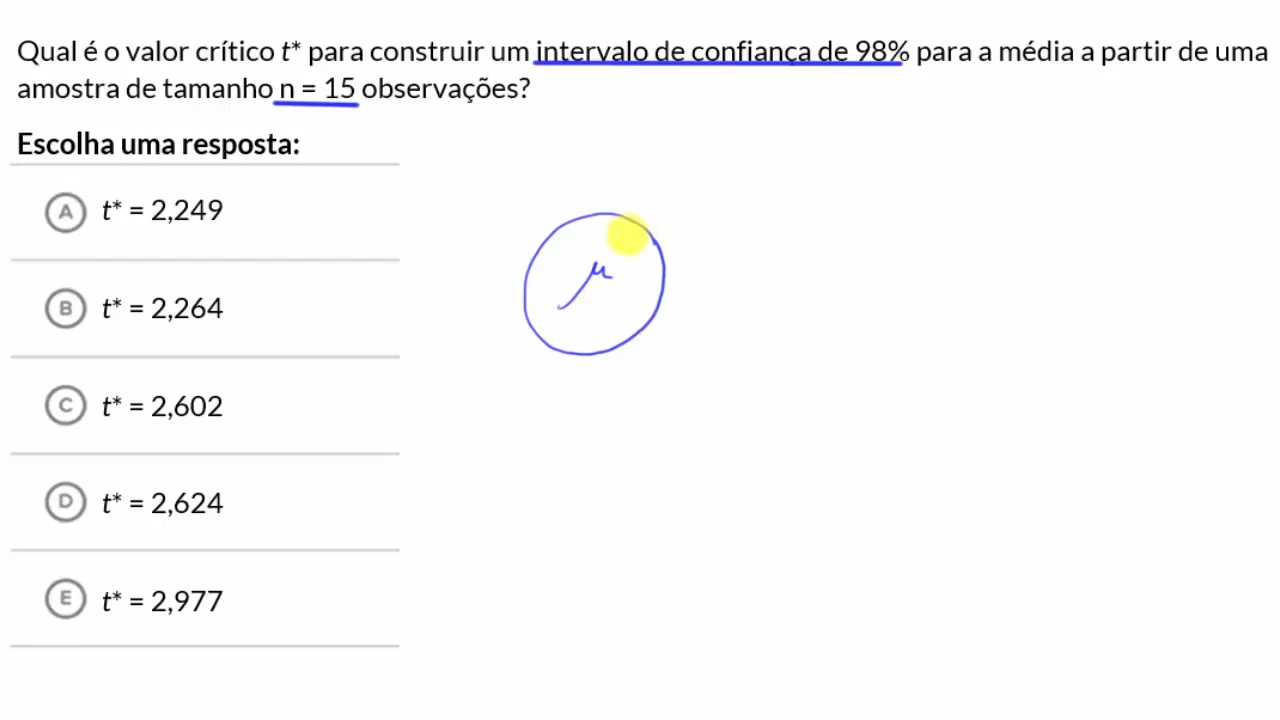 Qual é o valor crítico t* para construir um intervalo de confiança de 98% para a média a partir de uma
amostra de tamanho n = 15 observações?
Escolha uma resposta:
A t* = 2,249
B t* = 2,264
C t* = 2,602
D t* = 2,624
E t* = 2,977
μ